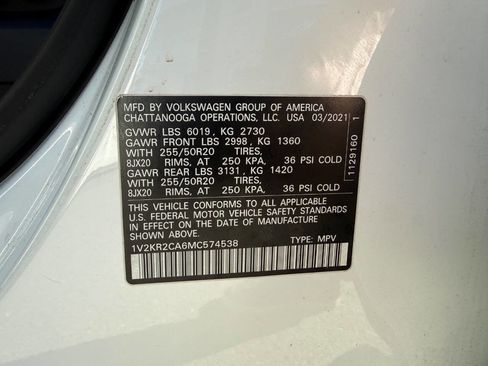 MFD BY VOLKSWAGEN GROUP OF AMERICA
CHATTANOOGA OPERATIONS, LLC. USA 03/2021
GVWR LBS 6019, KG 2730
GAWR FRONT LBS 2998, KG 1360
WITH 255/50R20 TIRES,
8JX20 RIMS, AT 250 KPA, 36 PSI COLD
GAWR REAR LBS 3131, KG 1420
WITH 255/50R20 TIRES,
8JX20 RIMS, AT 250 KPA, 36 PSI COLD
THIS VEHICLE CONFORMS TO ALL APPLICABLE
U.S. FEDERAL MOTOR VEHICLE SAFETY STANDARDS
IN EFFECT ON THE DATE OF MANUFACTURE
SHOWN ABOVE.
1V2KR2CA6MC574538 TYPE: MPV
1129160 1